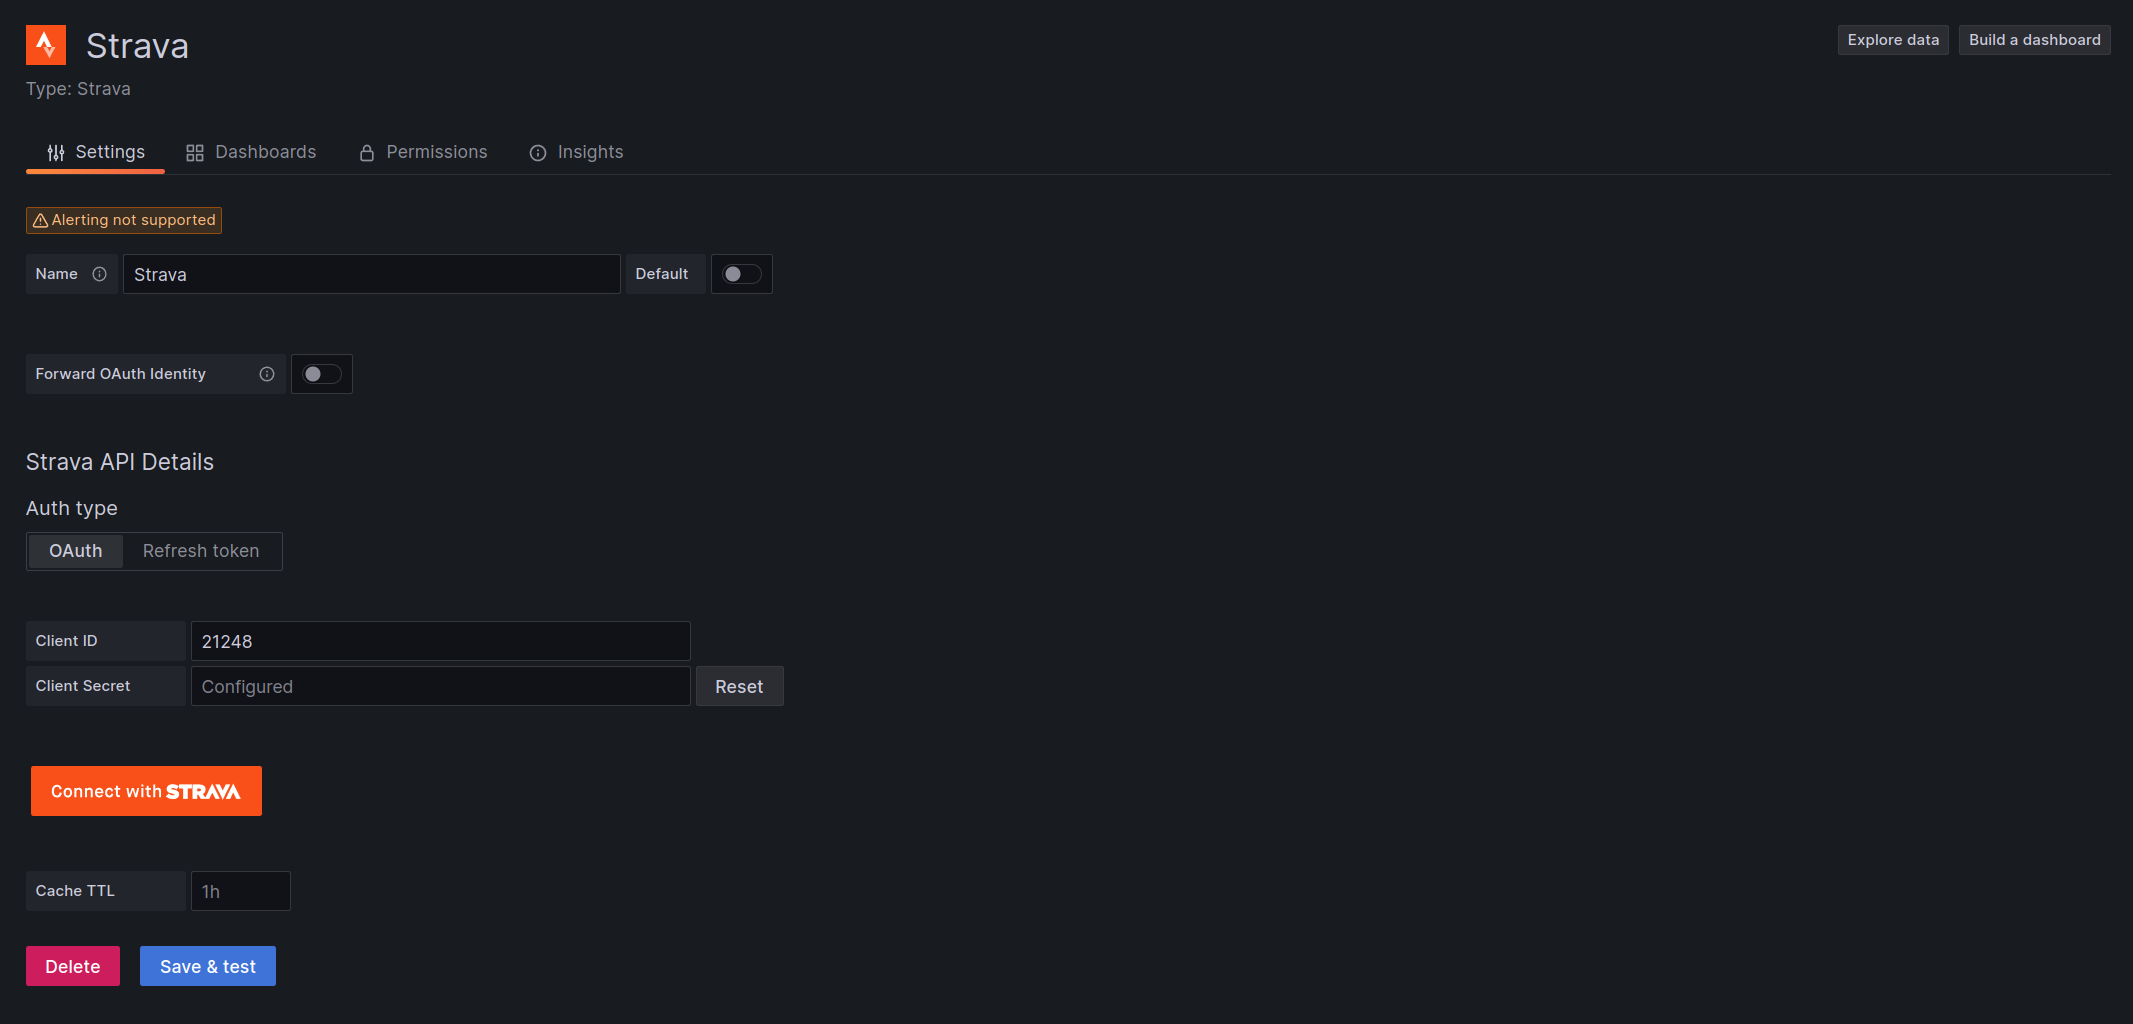 Strava
Explore data
Build a dashboard
Type: Strava
Settings
Dashboards
Permissions
Insights
Alerting not supported
Name
Strava
Default
Forward OAuth Identity
Strava API Details
Auth type
OAuth
Refresh token
Client ID
21248
Client Secret
Configured
Reset
Connect with STRAVA
Cache TTL
1h
Delete
Save & test